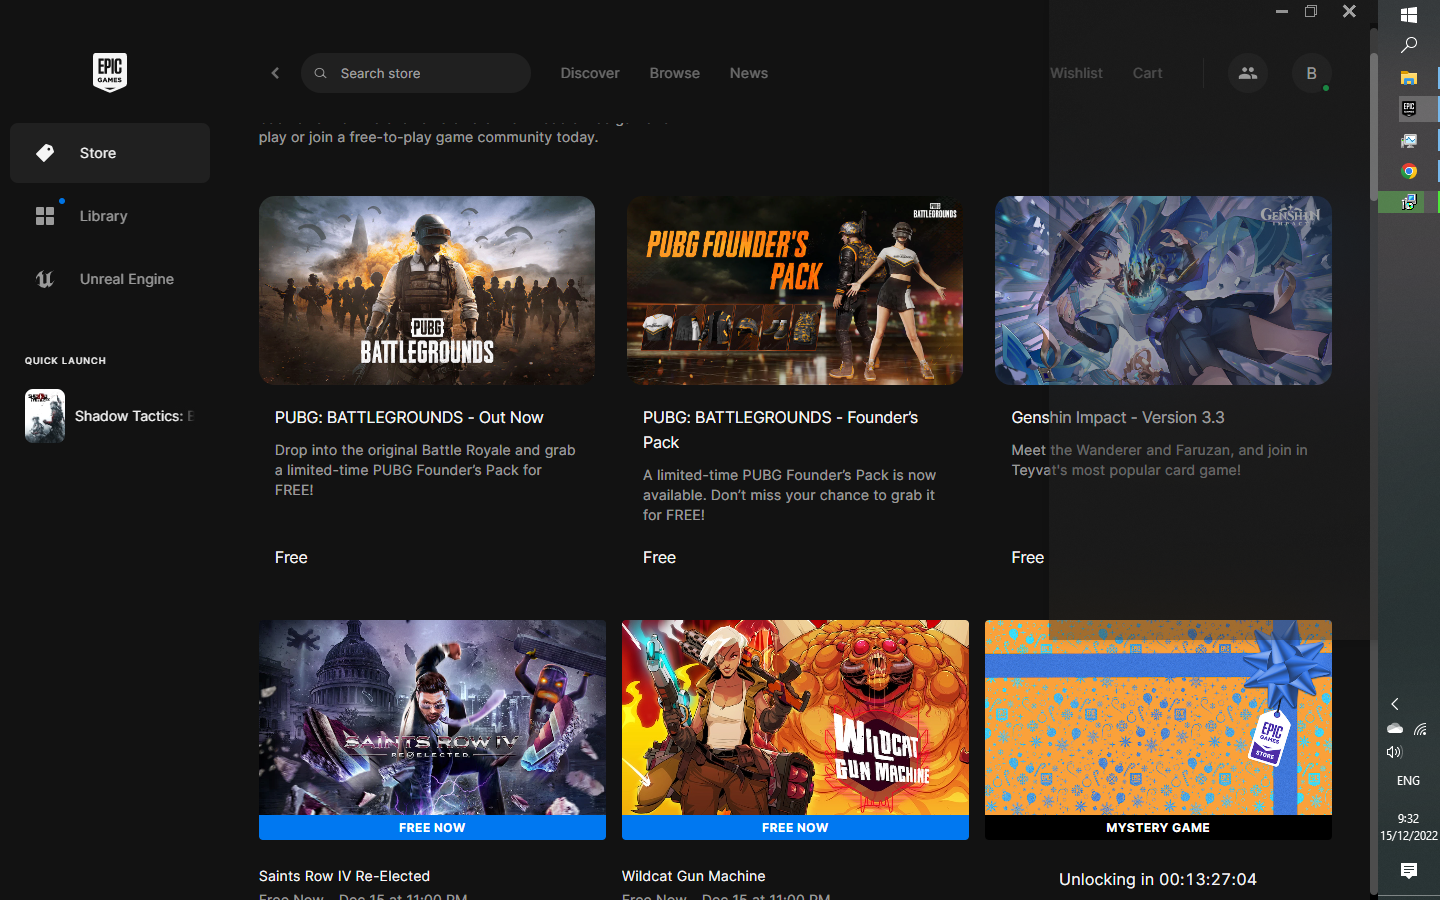 EPIC
GAMES
Search store
Discover
Browse
News
Wishlist
Cart
B
Store
Library
Unreal Engine
QUICK LAUNCH
Shadow Tactics:
play or join a free-to-play game community today.
PUBG
BATTLEGROUNDS
PUBG: BATTLEGROUNDS - Out Now
Drop into the original Battle Royale and grab
a limited-time PUBG Founder's Pack for
FREE!
Free
PUBG
BATTLEGROUNDS
PUBG FOUNDER'S
PACK
PUBG: BATTLEGROUNDS - Founder's
Pack
A limited-time PUBG Founder's Pack is now
available. Don't miss your chance to grab it
for FREE!
Free
GENSHIN
IMPACT
Genshin Impact - Version 3.3
Meet the Wanderer and Faruzan, and join in
Teyvat's most popular card game!
Free
SAINTS ROW IV
RE-ELECTED
FREE NOW
Saints Row IV Re-Elected
Free Now - Dec 15 at 11:00 PM
WILDCAT
GUN MACHINE
FREE NOW
Wildcat Gun Machine
Free Now - Dec 15 at 11:00 PM
EPIC
GAMES
STORE
MYSTERY GAME
Unlocking in 00:13:27:04
ENG
9:32
15/12/2022